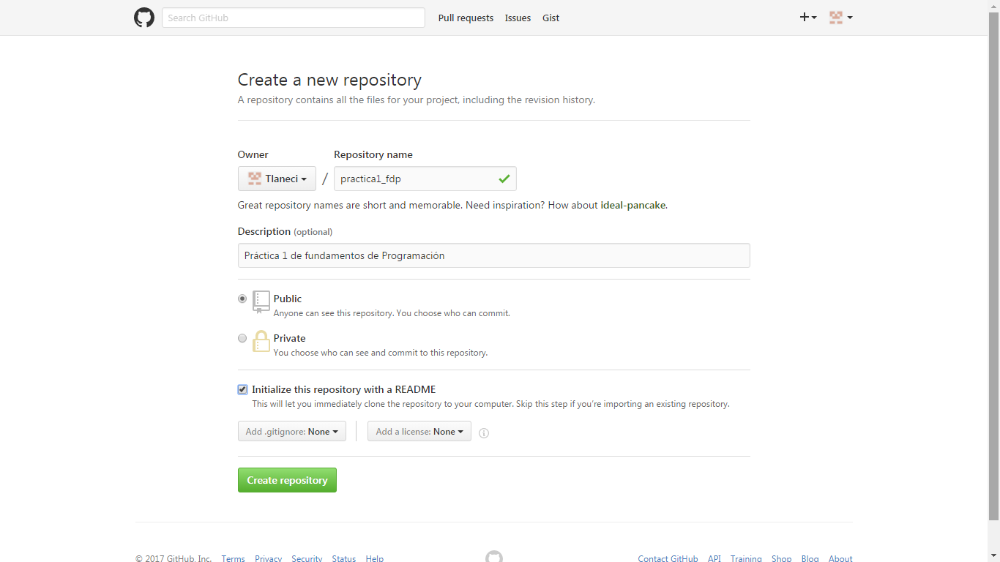 Search GitHub Pull requests Issues Gist
Create a new repository
A repository contains all the files for your project, including the revision history.
Owner Repository name
Tlaneci / practica1_fdp
Great repository names are short and memorable. Need inspiration? How about ideal-pancake.
Description (optional)
Práctica 1 de fundamentos de Programación
Public
Anyone can see this repository. You choose who can commit.
Private
You choose who can see and commit to this repository.
Initialize this repository with a README
This will let you immediately clone the repository to your computer. Skip this step if you’re importing an existing repository.
Add .gitignore: None Add a license: None
Create repository
© 2017 GitHub, Inc. Terms Privacy Security Status Help Contact GitHub API Training Shop Blog About